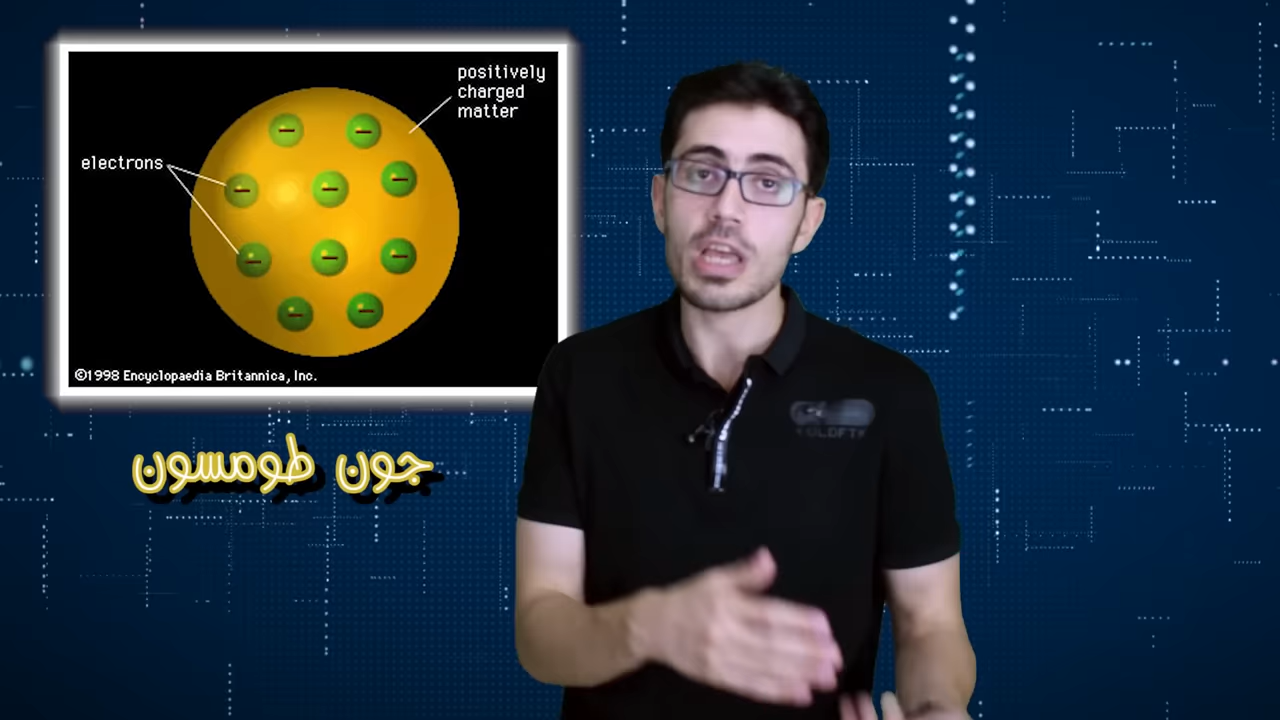 positively
charged
matter
electrons
©1998 Encyclopaedia Britannica, Inc.
جون طومسون